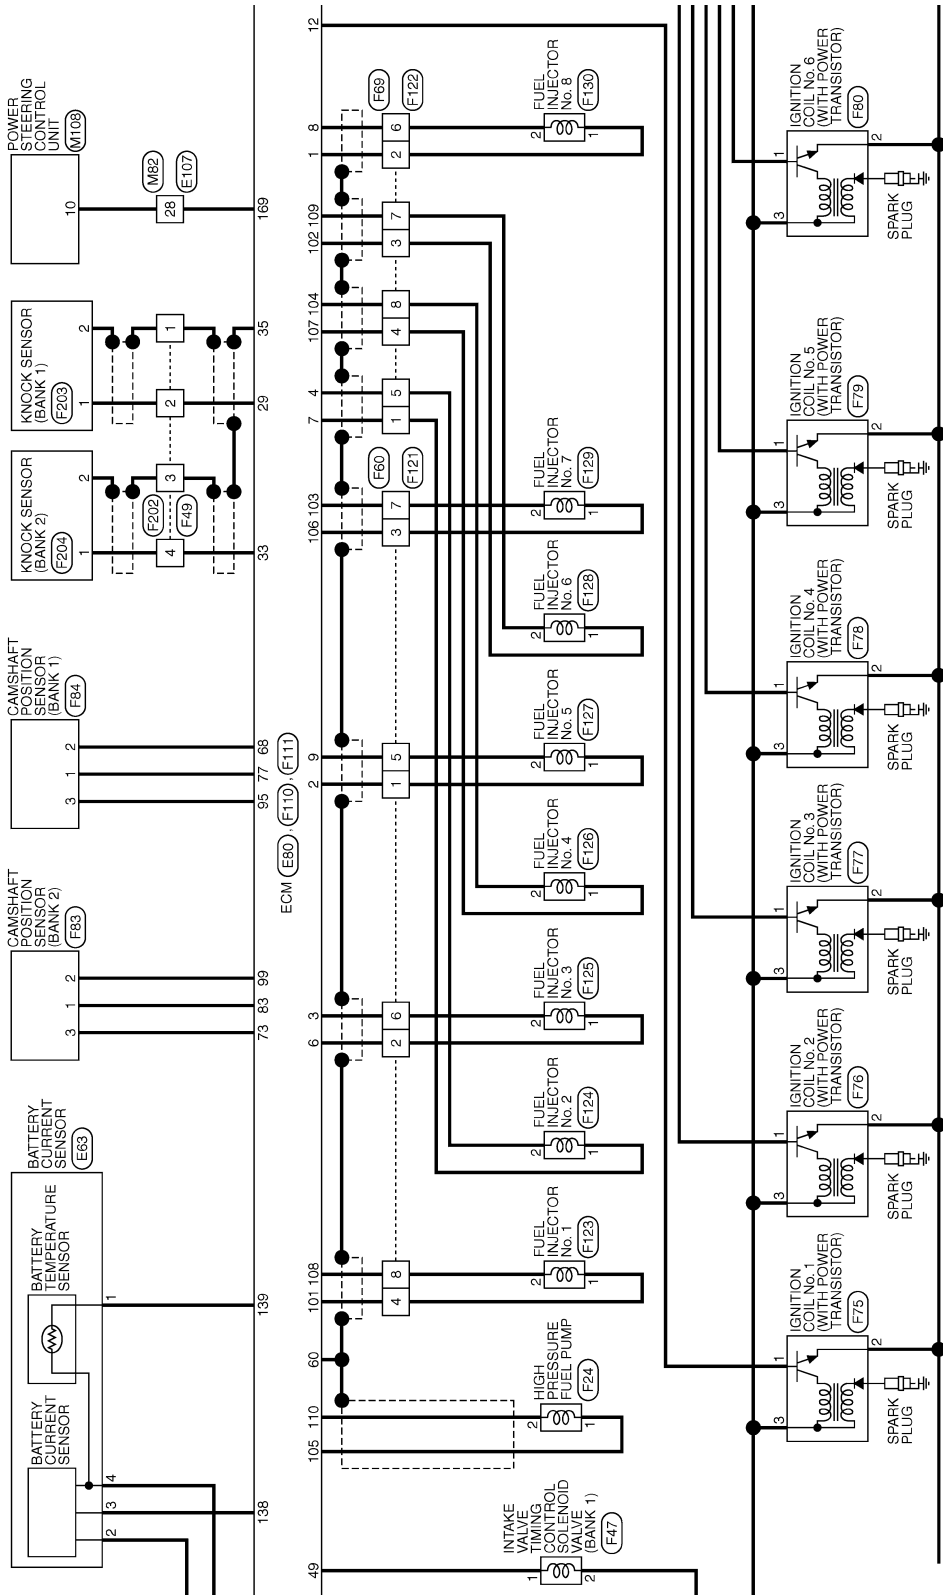 BATTERY
CURRENT
SENSOR
E63
BATTERY
CURRENT
SENSOR
BATTERY
TEMPERATURE
SENSOR
2
3
4
1
138
139
CAMSHAFT
POSITION
SENSOR
(BANK 2)
F83
3
1
2
73
83
99
CAMSHAFT
POSITION
SENSOR
(BANK 1)
F84
3
1
2
95
77
68
KNOCK SENSOR
(BANK 2)
F204
1
2
4
3
F202
F49
33
KNOCK SENSOR
(BANK 1)
F203
1
2
2
1
29
35
POWER
STEERING
CONTROL
UNIT
M108
10
28
M82
E107
169
ECM
E80 , F110 , F111
49
105
110
60
101
108
6
3
2
9
106
103
7
4
107
104
102
109
1
8
12
4
8
2
6
1
5
3
7
F60
F121
1
5
4
8
3
7
2
6
F69
F122
INTAKE
VALVE
TIMING
CONTROL
SOLENOID
VALVE
(BANK 1)
F47
1
2
HIGH
PRESSURE
FUEL PUMP
F24
2
1
FUEL
INJECTOR
No. 1
F123
2
1
FUEL
INJECTOR
No. 2
F124
2
1
FUEL
INJECTOR
No. 3
F125
2
1
FUEL
INJECTOR
No. 4
F126
2
1
FUEL
INJECTOR
No. 5
F127
2
1
FUEL
INJECTOR
No. 6
F128
2
1
FUEL
INJECTOR
No. 7
F129
2
1
FUEL
INJECTOR
No. 8
F130
2
1
IGNITION
COIL No. 1
(WITH POWER
TRANSISTOR)
F75
3
1
2
SPARK
PLUG
IGNITION
COIL No. 2
(WITH POWER
TRANSISTOR)
F76
3
1
2
SPARK
PLUG
IGNITION
COIL No. 3
(WITH POWER
TRANSISTOR)
F77
3
1
2
SPARK
PLUG
IGNITION
COIL No. 4
(WITH POWER
TRANSISTOR)
F78
3
1
2
SPARK
PLUG
IGNITION
COIL No. 5
(WITH POWER
TRANSISTOR)
F79
3
1
2
SPARK
PLUG
IGNITION
COIL No. 6
(WITH POWER
TRANSISTOR)
F80
3
1
2
SPARK
PLUG